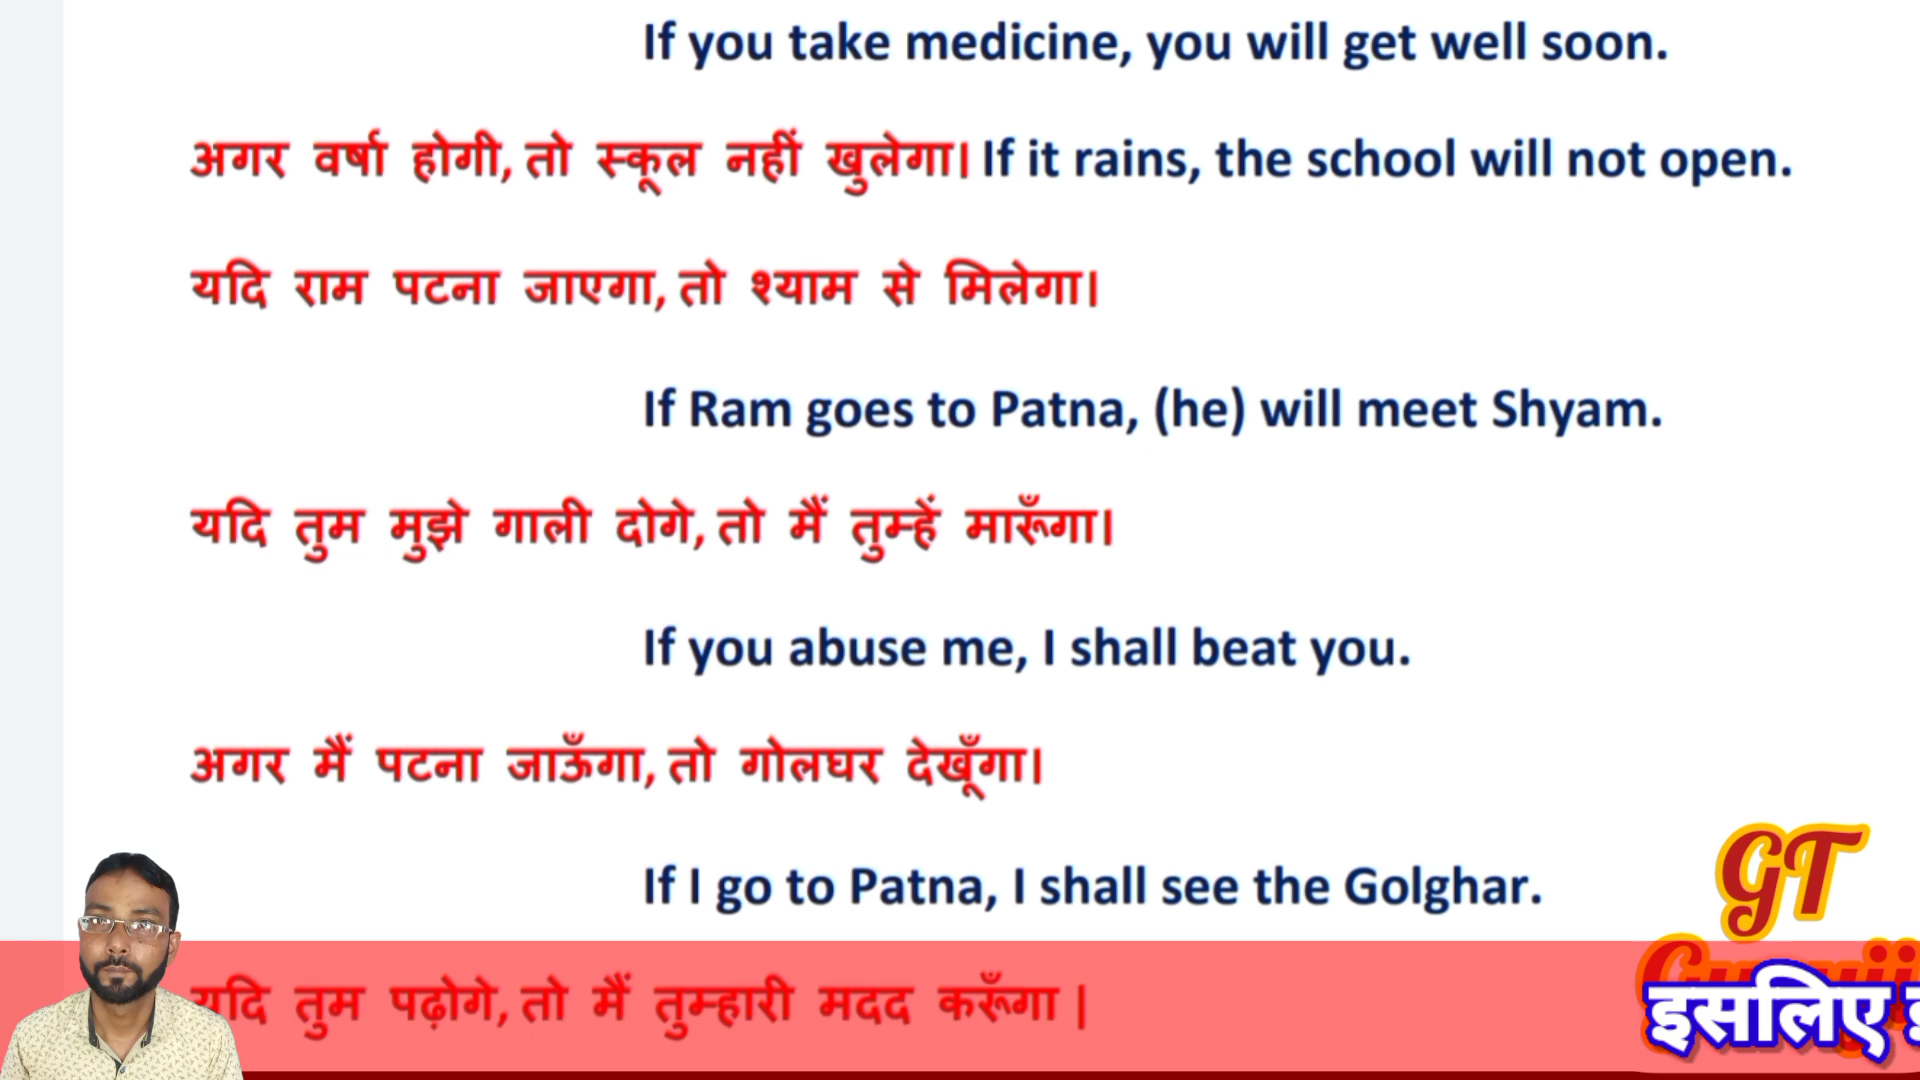 If you take medicine, you will get well soon.
अगर वर्षा होगी, तो स्कूल नहीं खुलेगा। If it rains, the school will not open.
यदि राम पटना जाएगा, तो श्याम से मिलेगा।
If Ram goes to Patna, (he) will meet Shyam.
यदि तुम मुझे गाली दोगे, तो मैं तुम्हें मारूँगा।
If you abuse me, I shall beat you.
अगर मैं पटना जाऊँगा, तो गोलघर देखूँगा।
If I go to Patna, I shall see the Golghar.
GT
यदि तुम पढ़ोगे, तो मैं तुम्हारी मदद करूँगा |
इसलिए